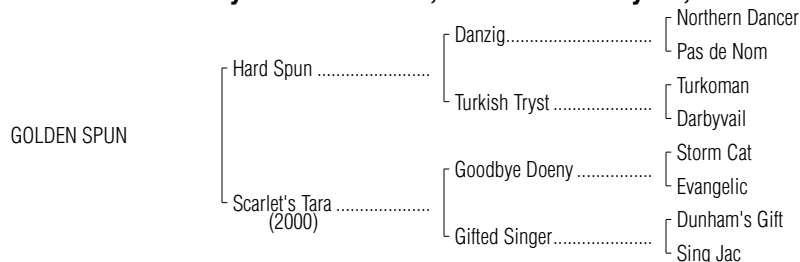 Northern Dancer
Danzig
Pas de Nom
Hard Spun
Turkoman
Turkish Tryst
Darbyvail
GOLDEN SPUN
Storm Cat
Goodbye Doeny
Evangelic
Scarlet's Tara
(2000)
Dunham's Gift
Gifted Singer
Sing Jac